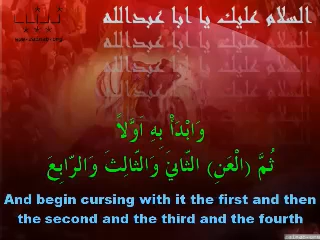 السلام عليك يا ابا عبدالله
وَابْدَأْ بِهِ اَوَّلاً
ثُمَّ (الْعَنِ) الثَّانِيَ وَالثَّالِثَ وَالرَّابِعَ
And begin cursing with it the first and then
the second and the third and the fourth